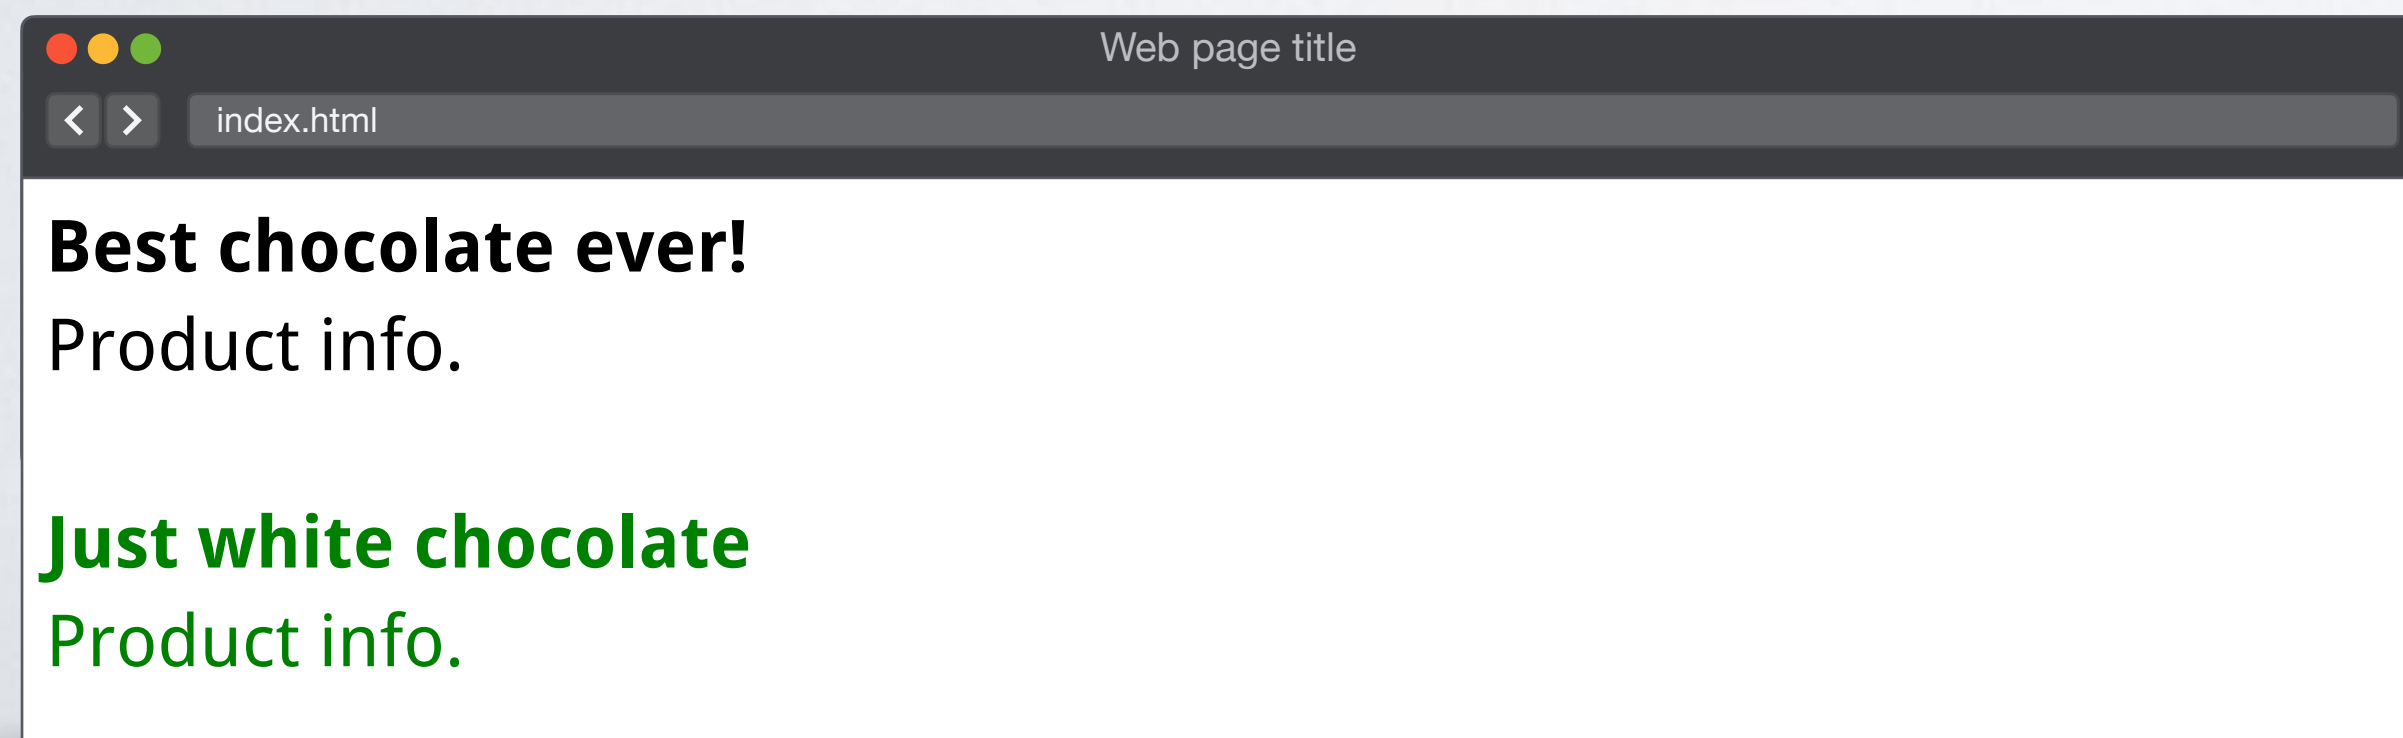 Web page title
index.html
Best chocolate ever!
Product info.
Just white chocolate
Product info.